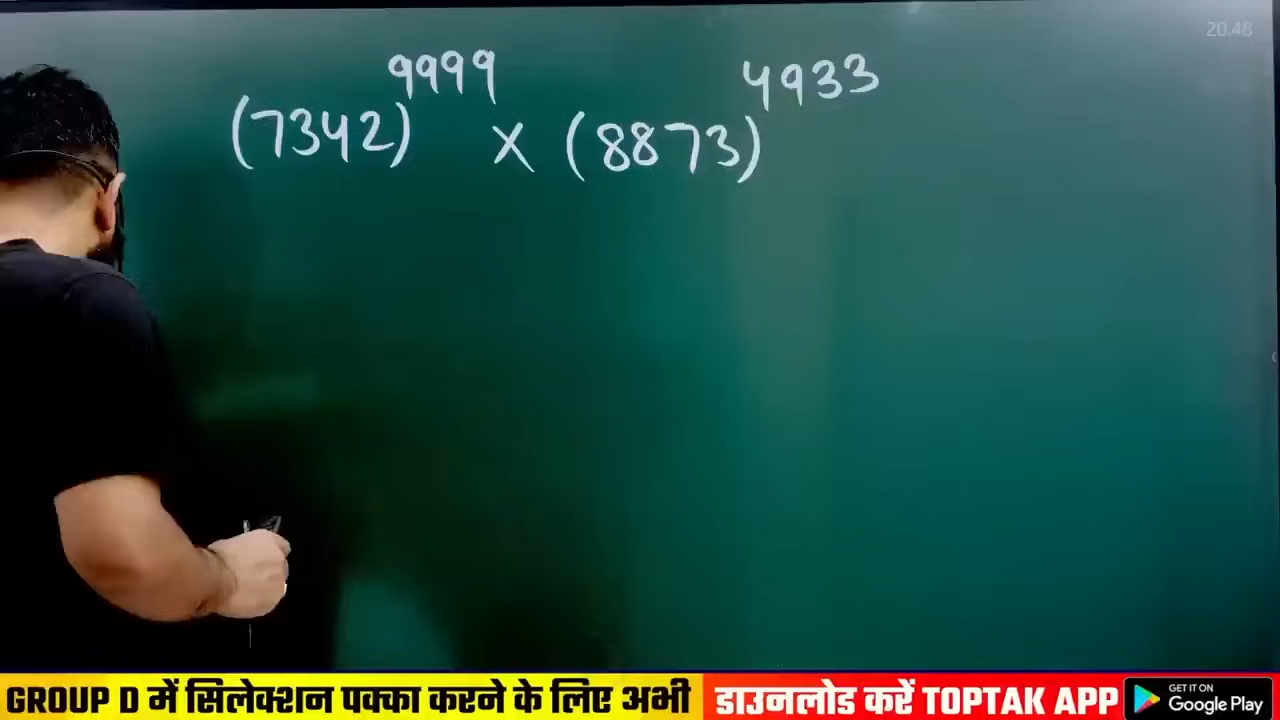 20.48
(7342)^9999 × (8873)^4933
GROUP D में सिलेक्शन पक्का करने के लिए अभी डाउनलोड करें TOPTAK APP
GET IT ON
Google Play